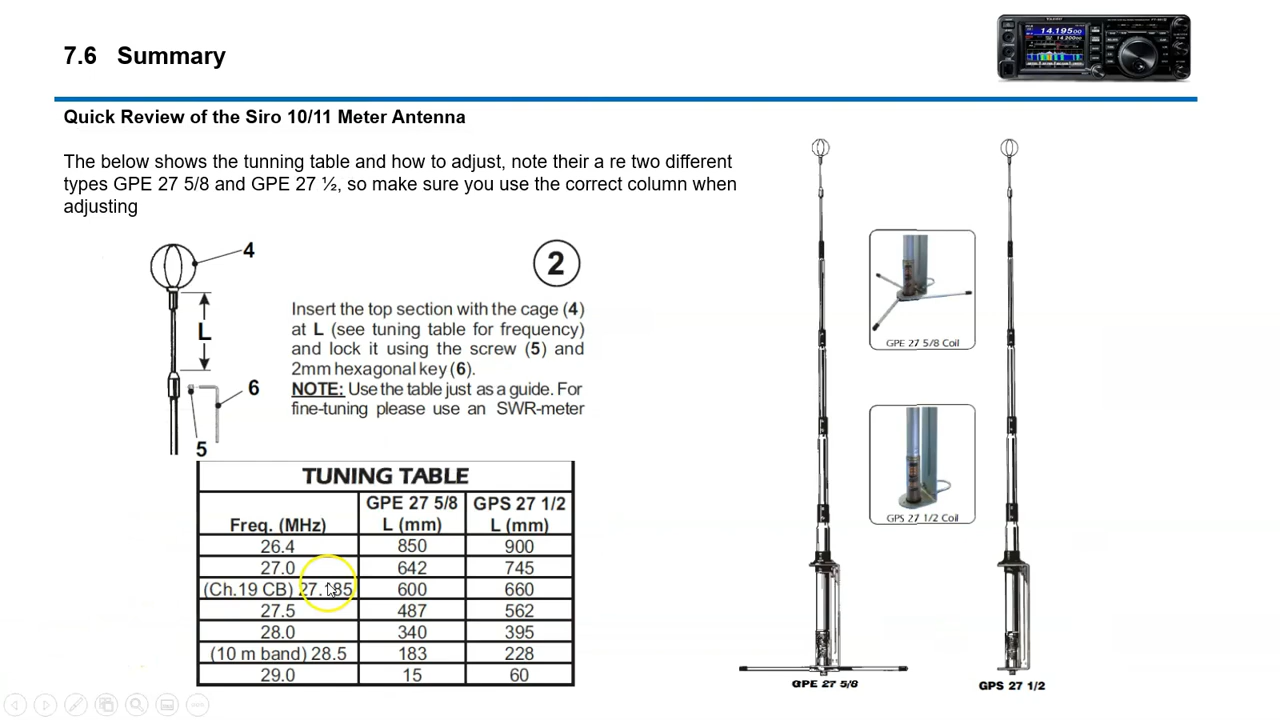 7.6 Summary
14.19500
14.20000
Quick Review of the Siro 10/11 Meter Antenna
The below shows the tunning table and how to adjust, note their a re two different
types GPE 27 5/8 and GPE 27 ½, so make sure you use the correct column when
adjusting
4
L
6
5
2
Insert the top section with the cage (4)
at L (see tuning table for frequency)
and lock it using the screw (5) and
2mm hexagonal key (6).
NOTE: Use the table just as a guide. For
fine-tuning please use an SWR-meter
TUNING TABLE
Freq. (MHz) GPE 27 5/8 L (mm) GPS 27 1/2 L (mm)
26.4 850 900
27.0 642 745
(Ch.19 CB) 27.185 600 660
27.5 487 562
28.0 340 395
(10 m band) 28.5 183 228
29.0 15 60
GPE 27 5/8 Coil
GPS 27 1/2 Coil
GPE 27 5/8
GPS 27 1/2